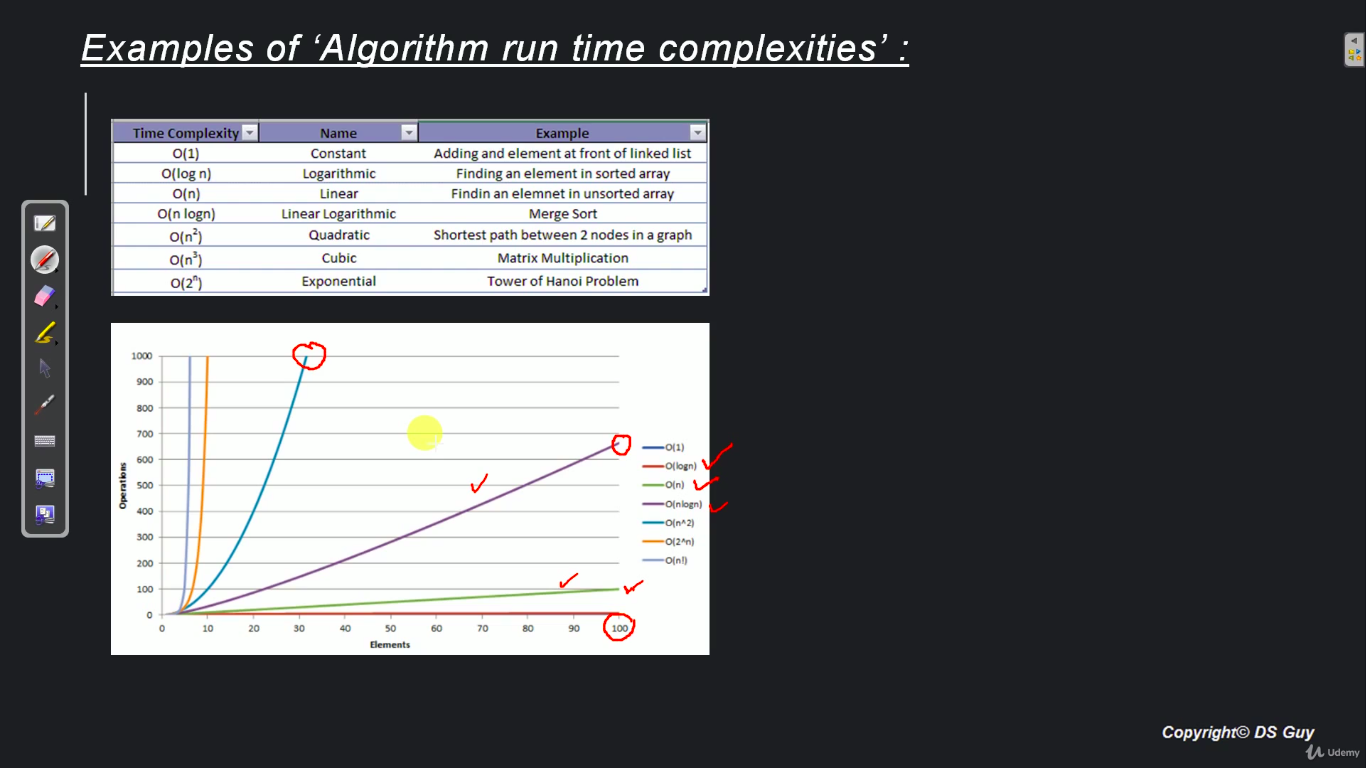 Examples of ‘Algorithm run time complexities’ :
Time Complexity Name Example
O(1) Constant Adding and element at front of linked list
O(log n) Logarithmic Finding an element in sorted array
O(n) Linear Findin an elemnet in unsorted array
O(n logn) Linear Logarithmic Merge Sort
O(n²) Quadratic Shortest path between 2 nodes in a graph
O(n³) Cubic Matrix Multiplication
O(2ⁿ) Exponential Tower of Hanoi Problem
1000
900
800
700
600
500
400
300
200
100
0
Operations
0 10 20 30 40 50 60 70 80 90 100
Elements
O(1)
O(logn)
O(n)
O(nlogn)
O(n^2)
O(2^n)
O(n!)
Copyright© DS Guy
Udemy